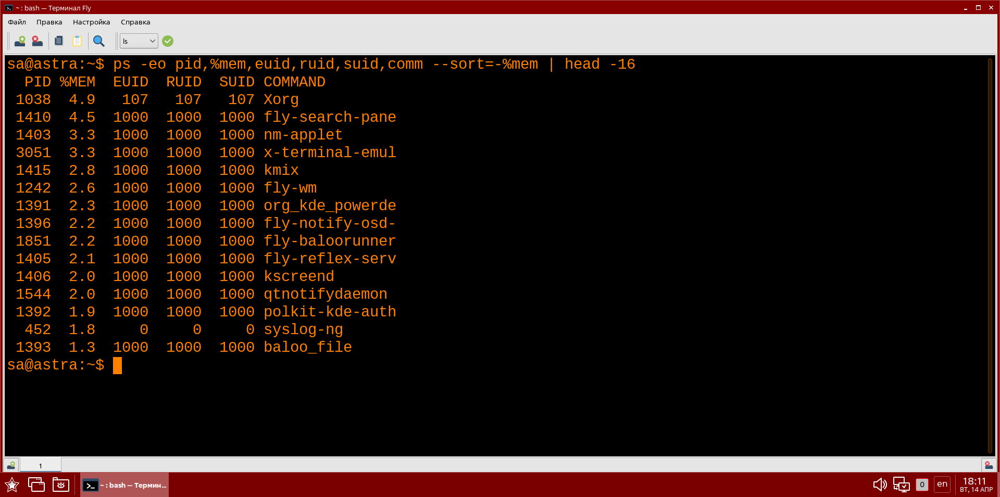 ~ : bash — Терминал Fly
Файл Правка Настройка Справка
ls
sa@astra:~$ ps -eo pid,%mem,euid,ruid,suid,comm --sort=-%mem | head -16
  PID %MEM  EUID  RUID  SUID COMMAND
 1038  4.9   107   107   107 Xorg
 1410  4.5  1000  1000  1000 fly-search-pane
 1403  3.3  1000  1000  1000 nm-applet
 3051  3.3  1000  1000  1000 x-terminal-emul
 1415  2.8  1000  1000  1000 kmix
 1242  2.6  1000  1000  1000 fly-wm
 1391  2.3  1000  1000  1000 org_kde_powerde
 1396  2.2  1000  1000  1000 fly-notify-osd-
 1851  2.2  1000  1000  1000 fly-baloorunner
 1405  2.1  1000  1000  1000 fly-reflex-serv
 1406  2.0  1000  1000  1000 kscreend
 1544  2.0  1000  1000  1000 qtnotifydaemon
 1392  1.9  1000  1000  1000 polkit-kde-auth
  452  1.8     0     0     0 syslog-ng
 1393  1.3  1000  1000  1000 baloo_file
sa@astra:~$
1
~ : bash — Термин...
0
en
18:11
ВТ, 14 АПР